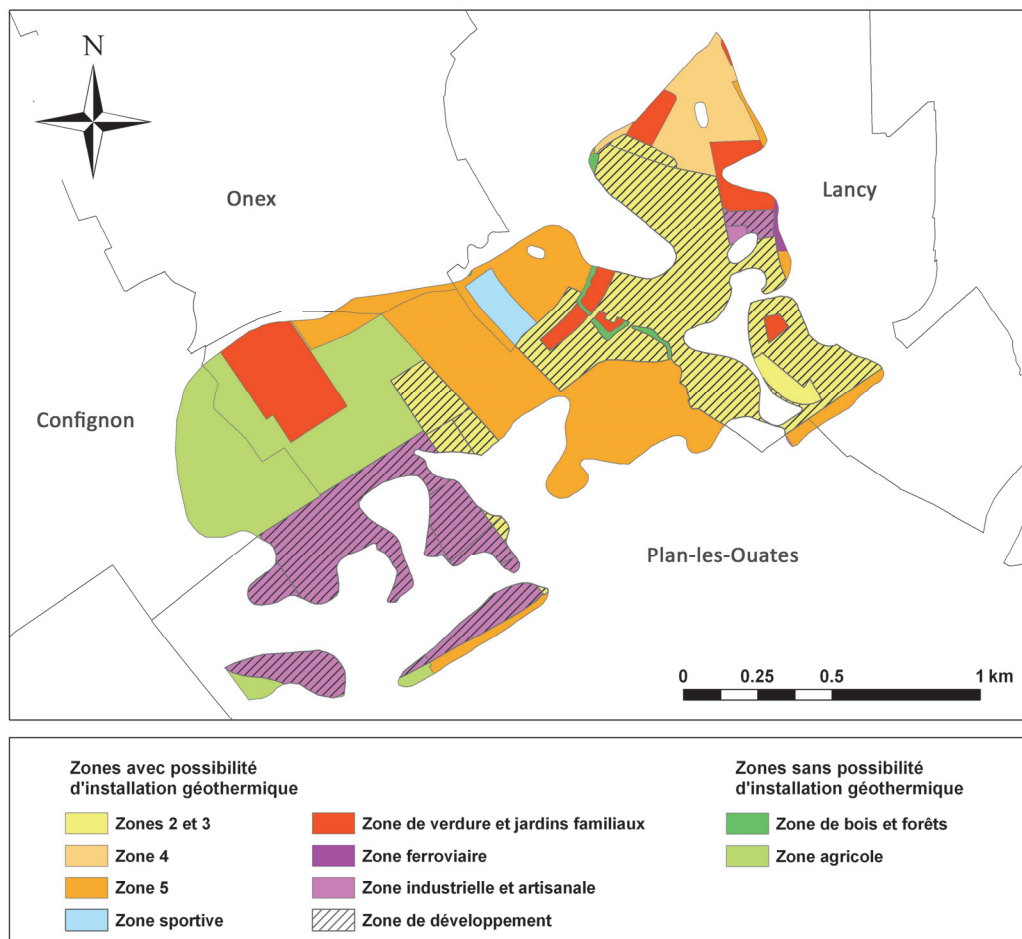 N
Onex
Lancy
Confignon
Plan-les-Ouates
0 0.25 0.5 1 km
Zones avec possibilité
d'installation géothermique
Zones 2 et 3
Zone 4
Zone 5
Zone sportive
Zone de verdure et jardins familiaux
Zone ferroviaire
Zone industrielle et artisanale
Zone de développement
Zones sans possibilité
d'installation géothermique
Zone de bois et forêts
Zone agricole